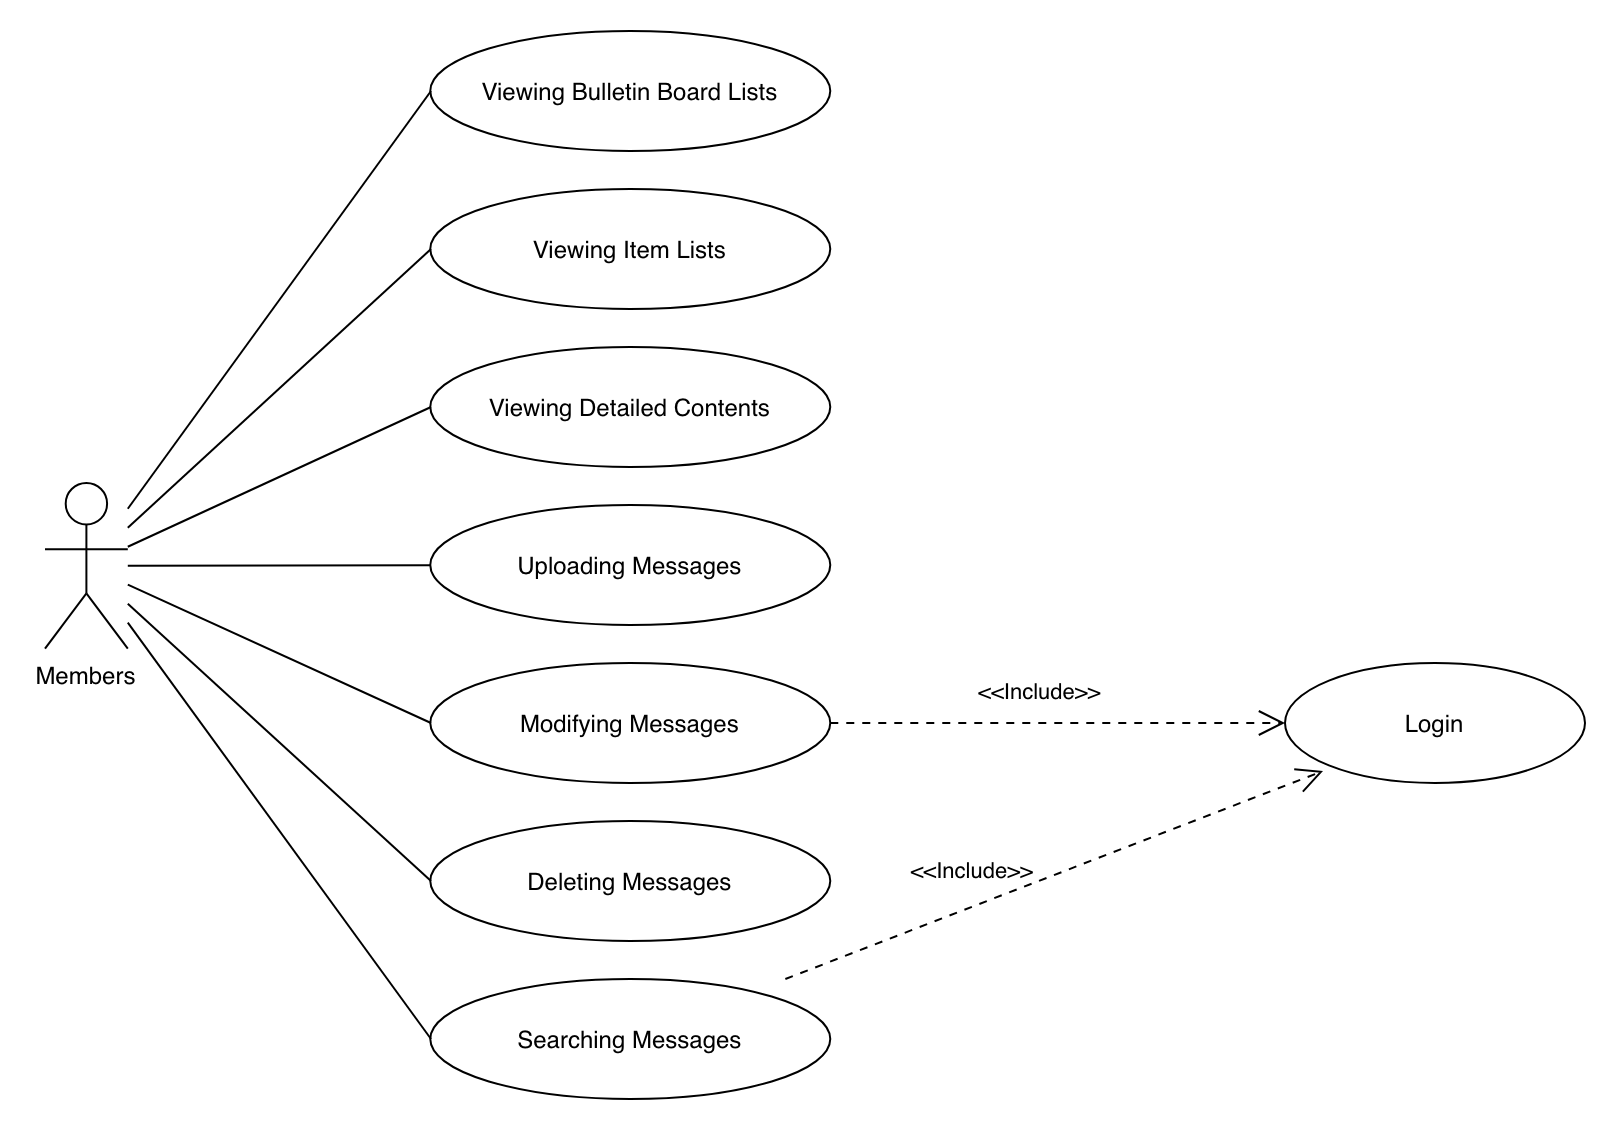 Viewing Bulletin Board Lists
Viewing Item Lists
Viewing Detailed Contents
Uploading Messages
Members
Modifying Messages
<<Include>>
Login
Deleting Messages
<<Include>>
Searching Messages